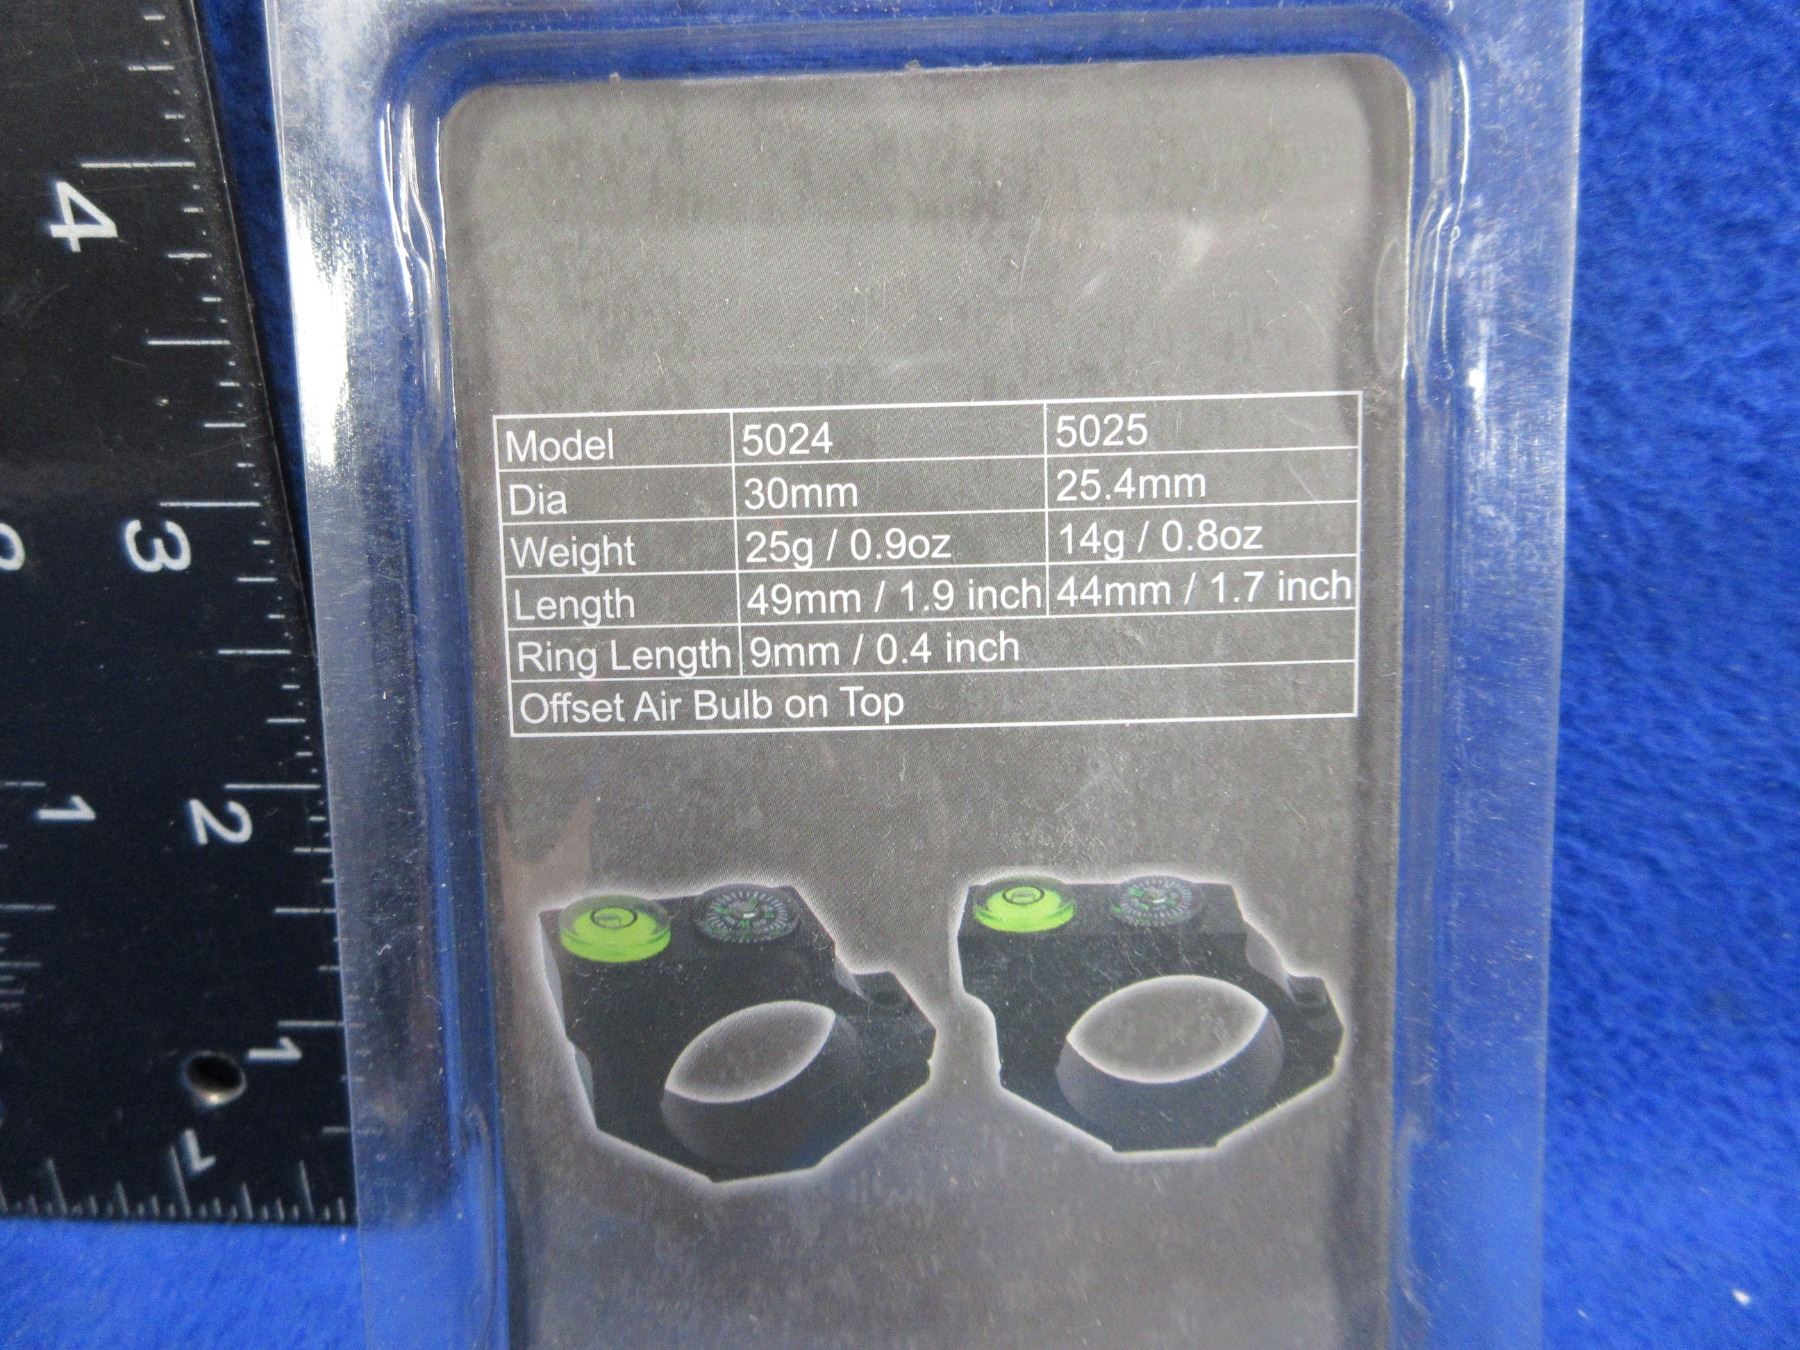 Model 5024 5025
Dia 30mm 25.4mm
Weight 25g / 0.9oz 14g / 0.8oz
Length 49mm / 1.9 inch 44mm / 1.7 inch
Ring Length 9mm / 0.4 inch
Offset Air Bulb on Top
4
3
2
1
1
1